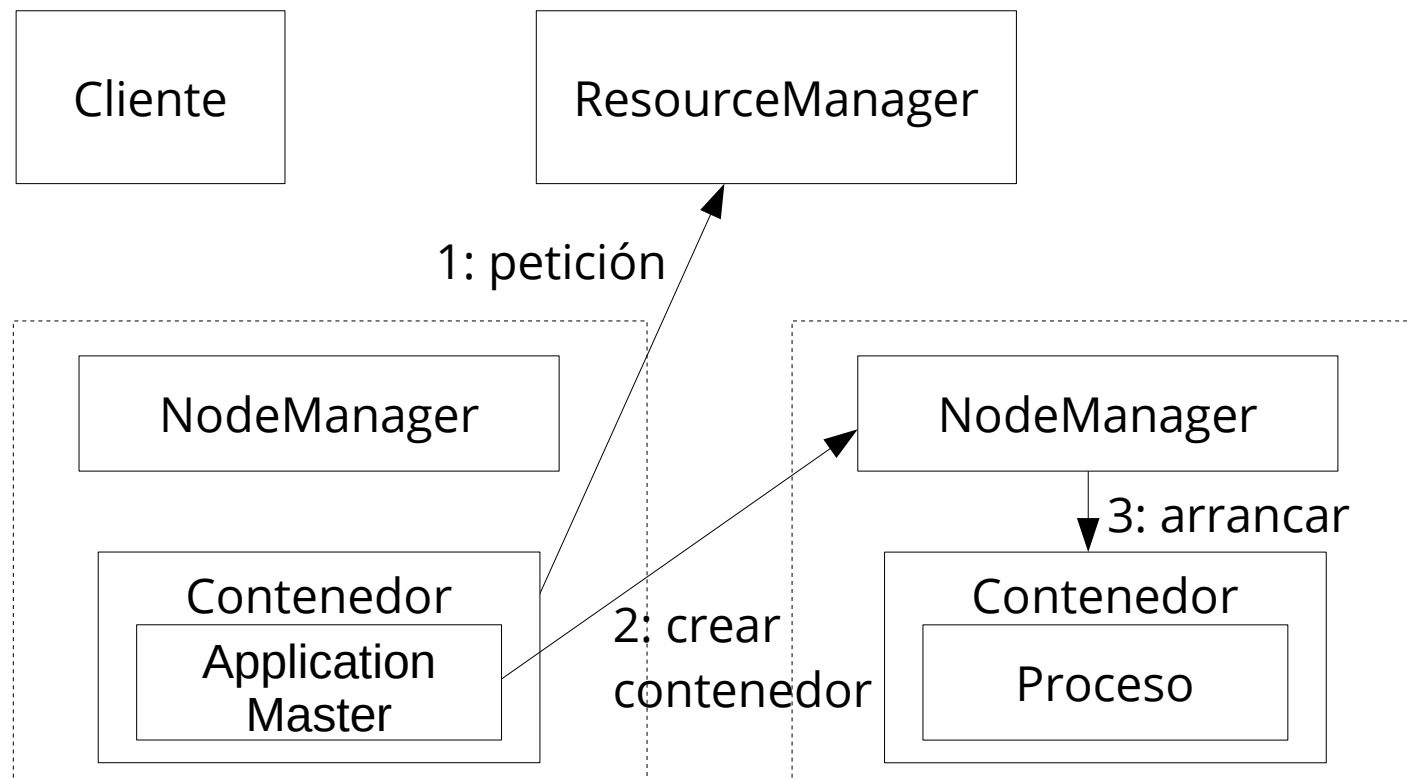 Cliente
ResourceManager
1: petición
NodeManager
NodeManager
3: arrancar
Contenedor
Application
Master
2: crear
contenedor
Contenedor
Proceso